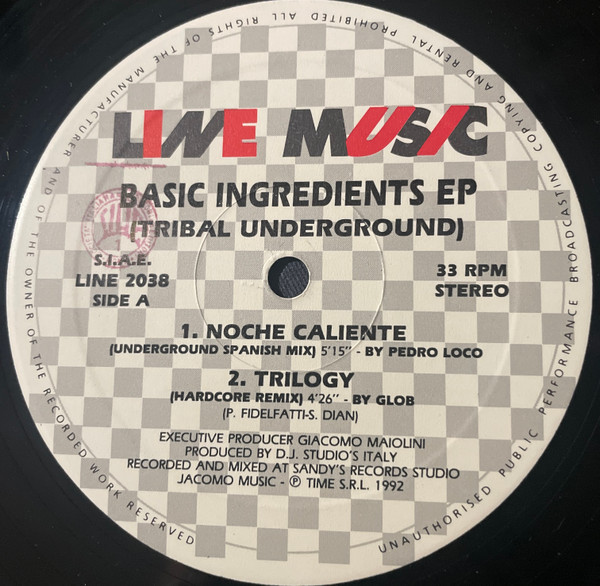 ALL RIGHTS OF THE MANUFACTURER AND OF THE OWNER OF THE RECORDED WORK RESERVED
UNAUTHORISED PUBLIC PERFORMANCE BROADCASTING COPYING AND RENTAL PROHIBITED
LINE MUSIC
BASIC INGREDIENTS EP
(TRIBAL UNDERGROUND)
S.I.A.E.
LINE 2038
SIDE A
33 RPM
STEREO
1. NOCHE CALIENTE
(UNDERGROUND SPANISH MIX) 5'15" - BY PEDRO LOCO
2. TRILOGY
(HARDCORE REMIX) 4'26" - BY GLOB
(P. FIDELFATTI-S. DIAN)
EXECUTIVE PRODUCER GIACOMO MAIOLINI
PRODUCED BY D.J. STUDIO'S ITALY
RECORDED AND MIXED AT SANDY'S RECORDS STUDIO
JACOMO MUSIC - ℗ TIME S.R.L. 1992